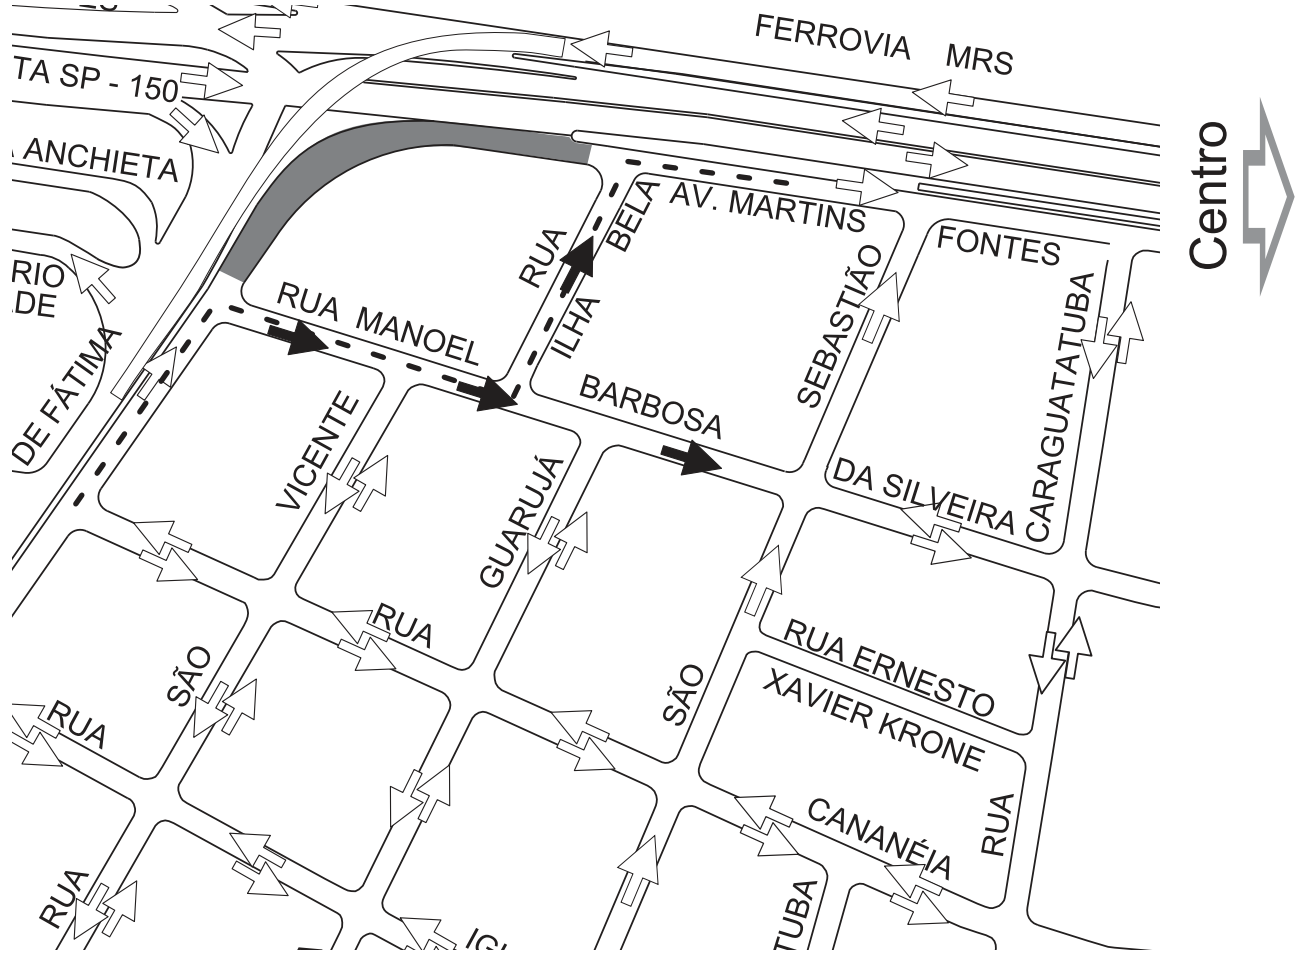 FERROVIA MRS
TA SP - 150
ANCHIETA
Centro
RIO
DE
DE FÁTIMA
AV. MARTINS
FONTES
RUA
BELA
ILHA
RUA MANOEL
BARBOSA
DA SILVEIRA
SEBASTIÃO
CARAGUATATUBA
VICENTE
GUARUJÁ
RUA
SÃO
SÃO
RUA
RUA ERNESTO
XAVIER KRONE
CANANÉIA
RUA
RUA
TUBA